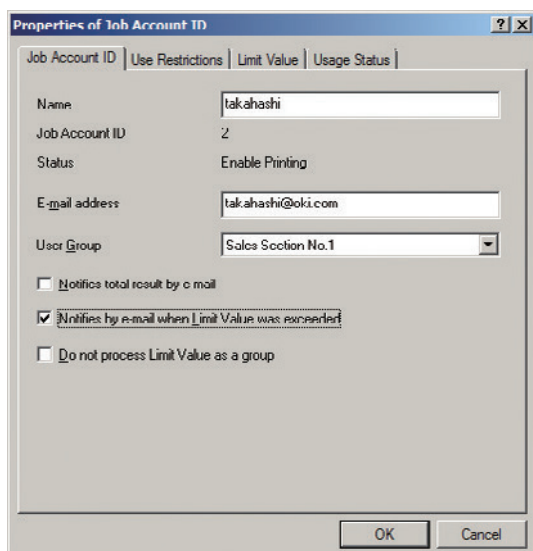 Properties of Job Account ID
Job Account ID Use Restrictions Limit Value Usage Status
Name takahashi
Job Account ID 2
Status Enable Printing
E-mail address takahashi@oki.com
User Group Sales Section No.1
Notifies total result by e-mail
Notifies by e-mail when Limit Value was exceeded
Do not process Limit Value as a group
OK Cancel